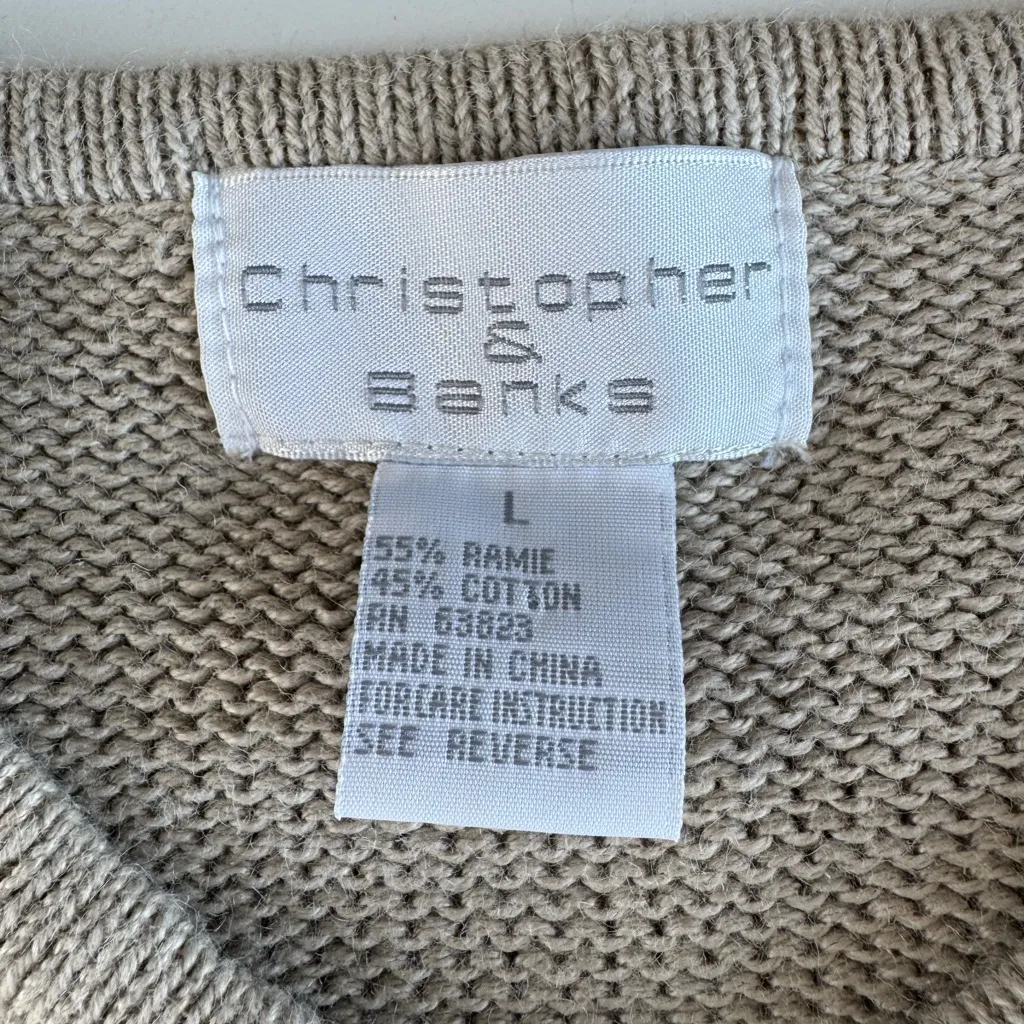 Christopher
&
Banks
L
55% RAMIE
45% COTTON
RN 63823
MADE IN CHINA
FORCARE INSTRUCTION
SEE REVERSE